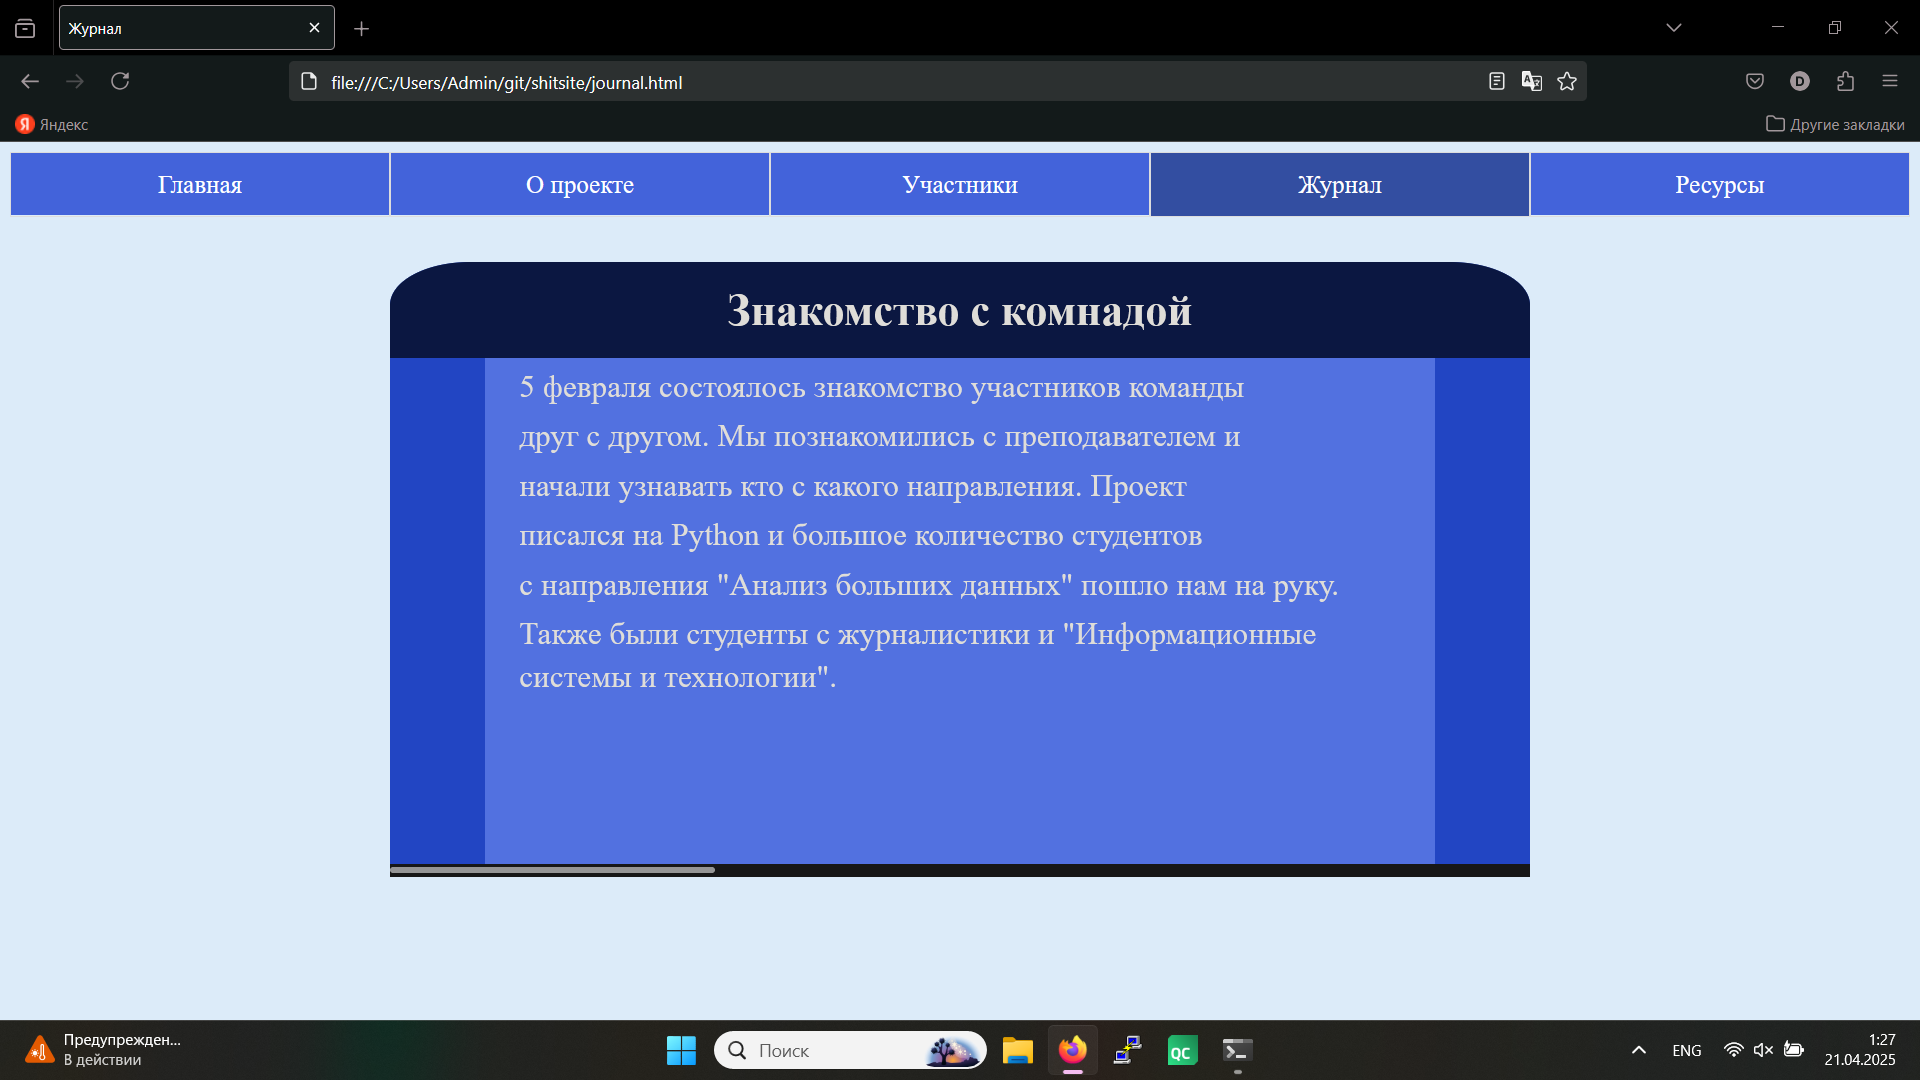 Журнал
file:///C:/Users/Admin/git/shitsite/journal.html
D
Я Яндекс
Другие закладки
Главная
О проекте
Участники
Журнал
Ресурсы
Знакомство с комнадой
5 февраля состоялось знакомство участников команды
друг с другом. Мы познакомились с преподавателем и
начали узнавать кто с какого направления. Проект
писался на Python и большое количество студентов
с направления "Анализ больших данных" пошло нам на руку.
Также были студенты с журналистики и "Информационные
системы и технологии".
Предупрежден...
В действии
Поиск
QC
ENG
1:27
21.04.2025